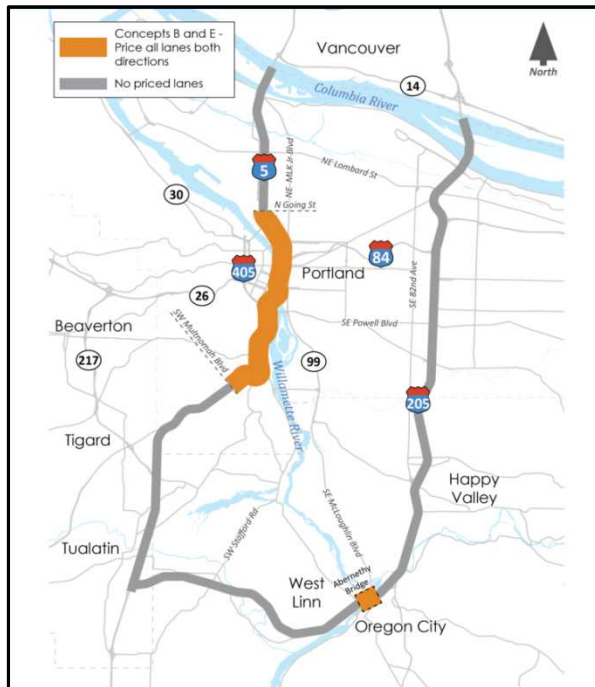 Concepts B and E -
Price all lanes both
directions
No priced lanes
Vancouver
North
14
Columbia River
NE Lombard St
NE MLK Jr Blvd
5
30
N Going St
84
405
Portland
26
SE 82nd Ave
Beaverton
SE Powell Blvd
SW Multnomah Blvd
217
99
Willamette River
205
Tigard
Happy
Valley
SE McLoughlin Blvd
SW Stafford Rd
Tualatin
West
Linn
Abernethy
Bridge
Oregon City